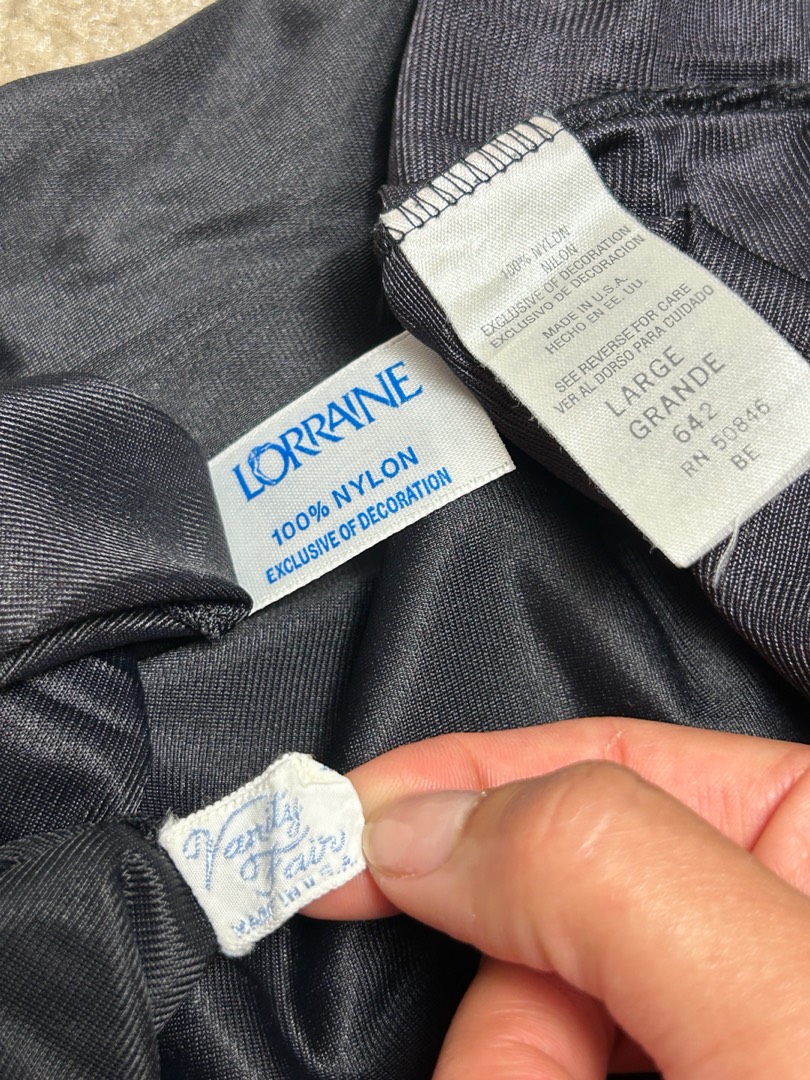 LORRAINE
100% NYLON
EXCLUSIVE OF DECORATION
100% NYLON
NILON
EXCLUSIVE OF DECORATION
EXCLUSIVO DE DECORACION
MADE IN U.S.A.
HECHO EN EE. UU.
SEE REVERSE FOR CARE
VER AL DORSO PARA CUIDADO
LARGE
GRANDE
642
RN 50846
BE
Vanity
Fair
MADE IN U.S.A.